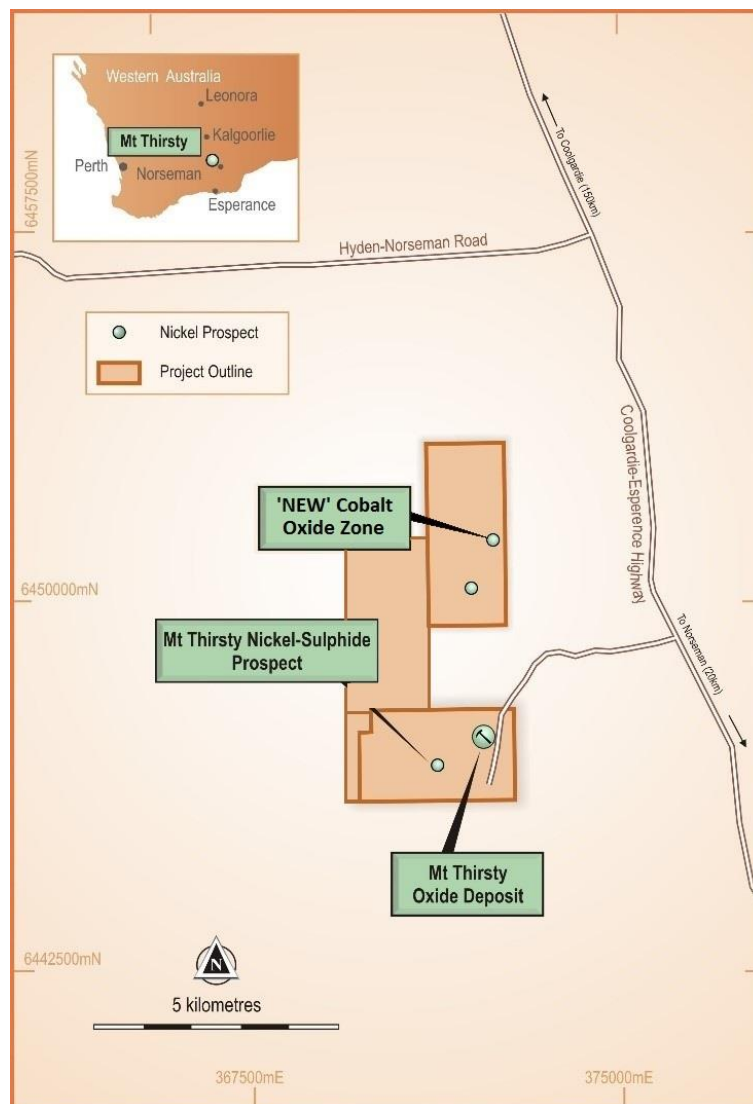 Western Australia
Leonora
Mt Thirsty
Kalgoorlie
Perth
Norseman
Esperance
6457500mN
To Coolgardie (150km)
Hyden-Norseman Road
Nickel Prospect
Project Outline
Coolgardie-Esperence Highway
'NEW' Cobalt
Oxide Zone
6450000mN
Mt Thirsty Nickel-Sulphide
Prospect
To Norseman (20km)
Mt Thirsty
Oxide Deposit
6442500mN
N
5 kilometres
367500mE
375000mE